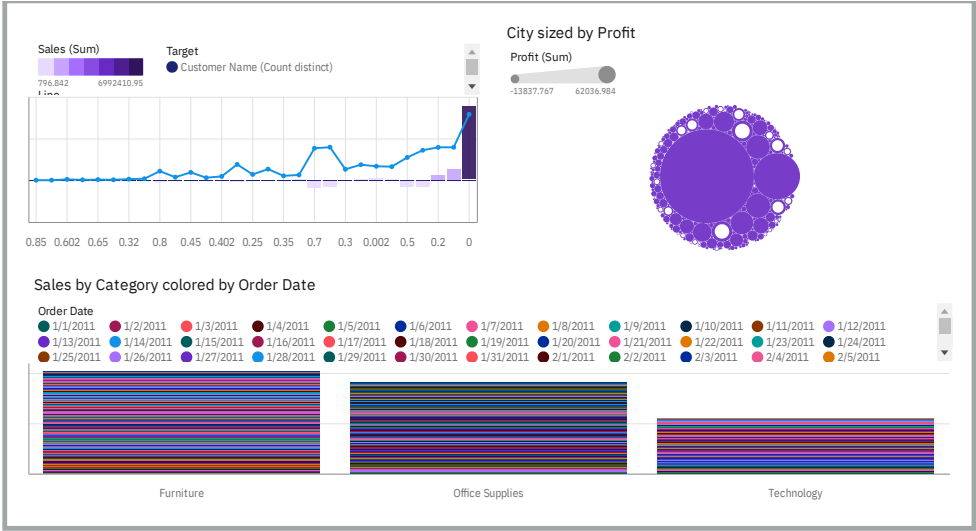 Sales (Sum)
796.842 6992410.95
Line
Target
Customer Name (Count distinct)
0.85 0.602 0.65 0.32 0.8 0.45 0.402 0.25 0.35 0.7 0.3 0.002 0.5 0.2 0
City sized by Profit
Profit (Sum)
-13837.767 62036.984
Sales by Category colored by Order Date
Order Date
1/1/2011 1/2/2011 1/3/2011 1/4/2011 1/5/2011 1/6/2011 1/7/2011 1/8/2011 1/9/2011 1/10/2011 1/11/2011 1/12/2011
1/13/2011 1/14/2011 1/15/2011 1/16/2011 1/17/2011 1/18/2011 1/19/2011 1/20/2011 1/21/2011 1/22/2011 1/23/2011 1/24/2011
1/25/2011 1/26/2011 1/27/2011 1/28/2011 1/29/2011 1/30/2011 1/31/2011 2/1/2011 2/2/2011 2/3/2011 2/4/2011 2/5/2011
Furniture Office Supplies Technology